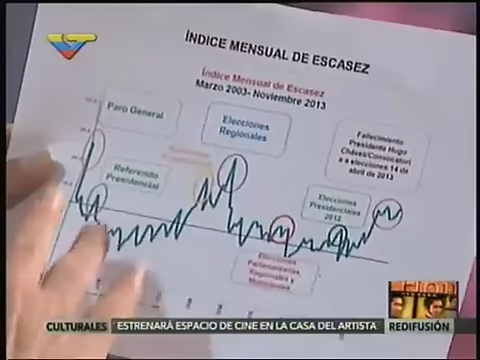 ÍNDICE MENSUAL DE ESCASEZ
Índice Mensual de Escasez
Marzo 2003- Noviembre 2013
Paro General
Elecciones
Regionales
Fallecimiento
Presidente Hugo
Chávez/Convocatori
a a elecciones 14 de
abril de 2013
Referendo
Presidencial
Elecciones
Presidenciales
2012
Elecciones
Parlamentarias,
Regionales y
Municipales
CULTURALES
ESTRENARÁ ESPACIO DE CINE EN LA CASA DEL ARTISTA
REDIFUSIÓN